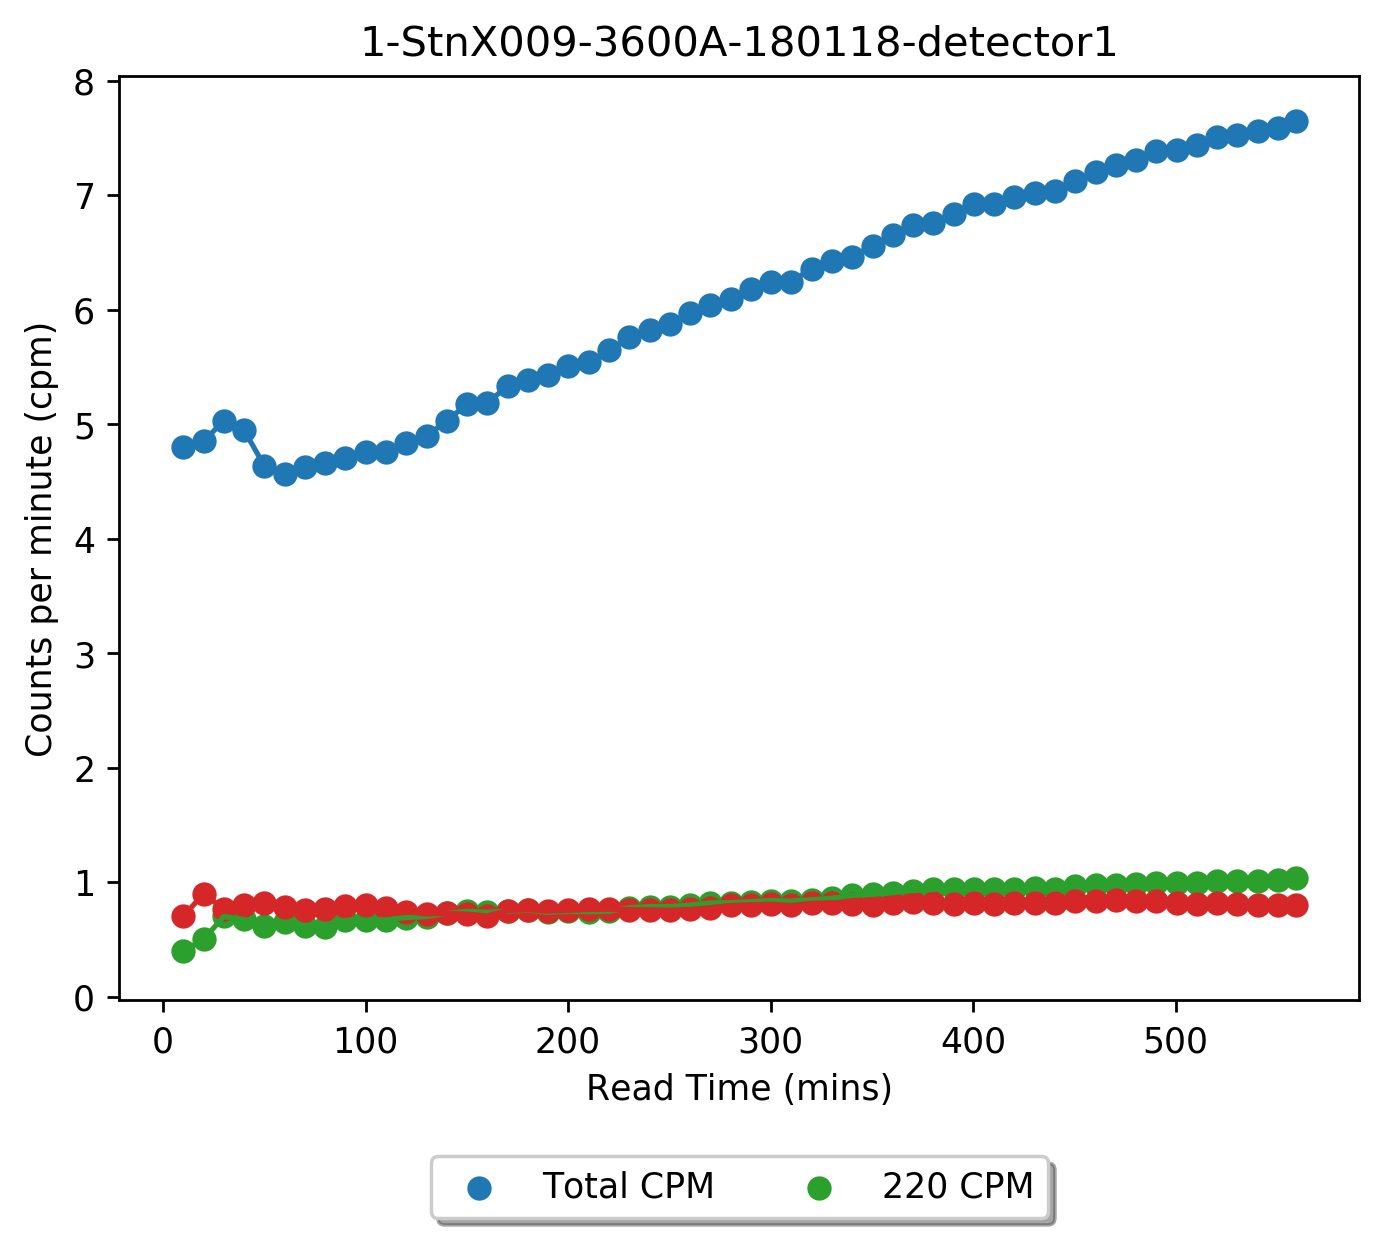 1-StnX009-3600A-180118-detector1
8
7
6
5
4
3
2
1
0
Counts per minute (cpm)
0 100 200 300 400 500
Read Time (mins)
Total CPM 220 CPM